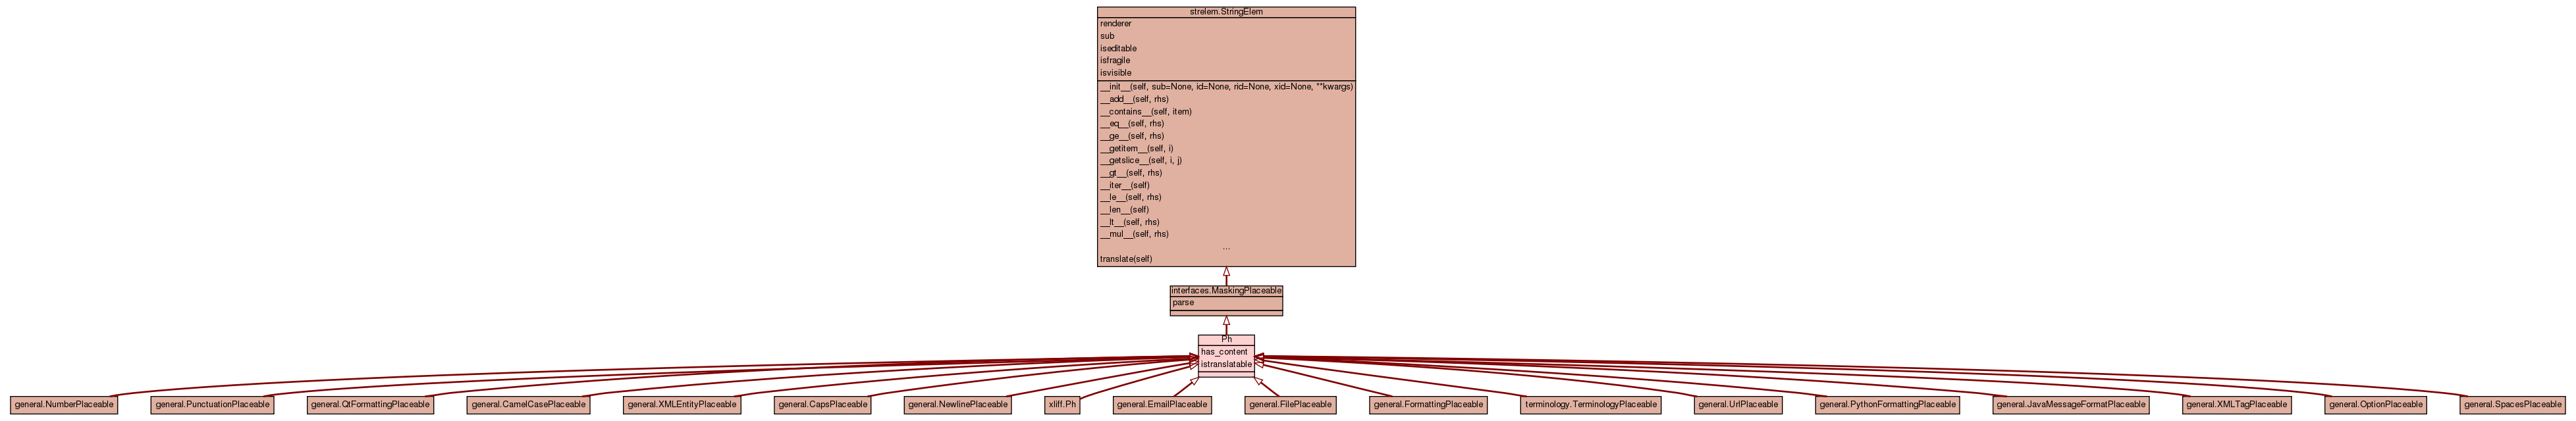 strelem.StringElem
renderer
sub
iseditable
isfragile
isvisible
__init__(self, sub=None, id=None, rid=None, xid=None, **kwargs)
__add__(self, rhs)
__contains__(self, item)
__eq__(self, rhs)
__ge__(self, rhs)
__getitem__(self, i)
__getslice__(self, i, j)
__gt__(self, rhs)
__iter__(self)
__le__(self, rhs)
__len__(self)
__lt__(self, rhs)
__mul__(self, rhs)
...
translate(self)
interfaces.MaskingPlaceable
parse
Ph
has_content
istranslatable
general.NumberPlaceable
general.PunctuationPlaceable
general.QtFormattingPlaceable
general.CamelCasePlaceable
general.XMLEntityPlaceable
general.CapsPlaceable
general.NewlinePlaceable
xliff.Ph
general.EmailPlaceable
general.FilePlaceable
general.FormattingPlaceable
terminology.TerminologyPlaceable
general.UrlPlaceable
general.PythonFormattingPlaceable
general.JavaMessageFormatPlaceable
general.XMLTagPlaceable
general.OptionPlaceable
general.SpacesPlaceable